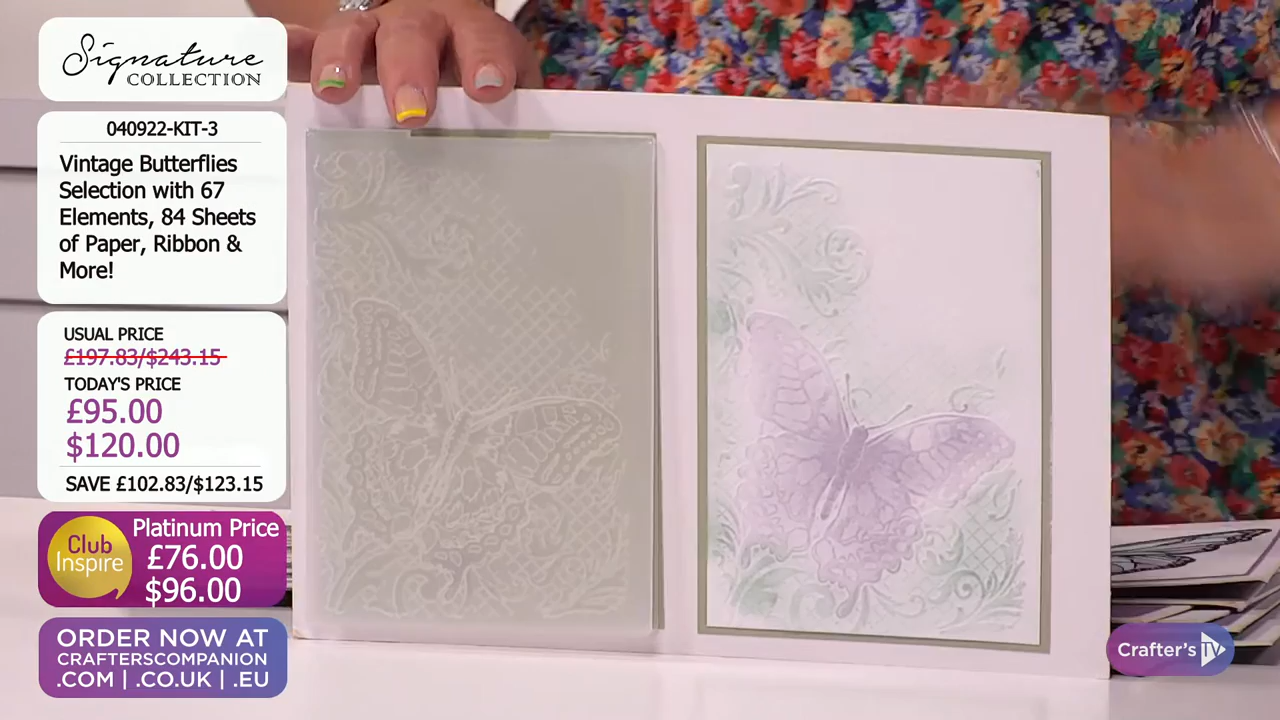 Signature
COLLECTION
040922-KIT-3
Vintage Butterflies
Selection with 67
Elements, 84 Sheets
of Paper, Ribbon &
More!
USUAL PRICE
£197.83/$243.15
TODAY'S PRICE
£95.00
$120.00
SAVE £102.83/$123.15
Club
Inspire
Platinum Price
£76.00
$96.00
ORDER NOW AT
CRAFTERSCOMPANION
.COM | .CO.UK | .EU
Crafter's TV